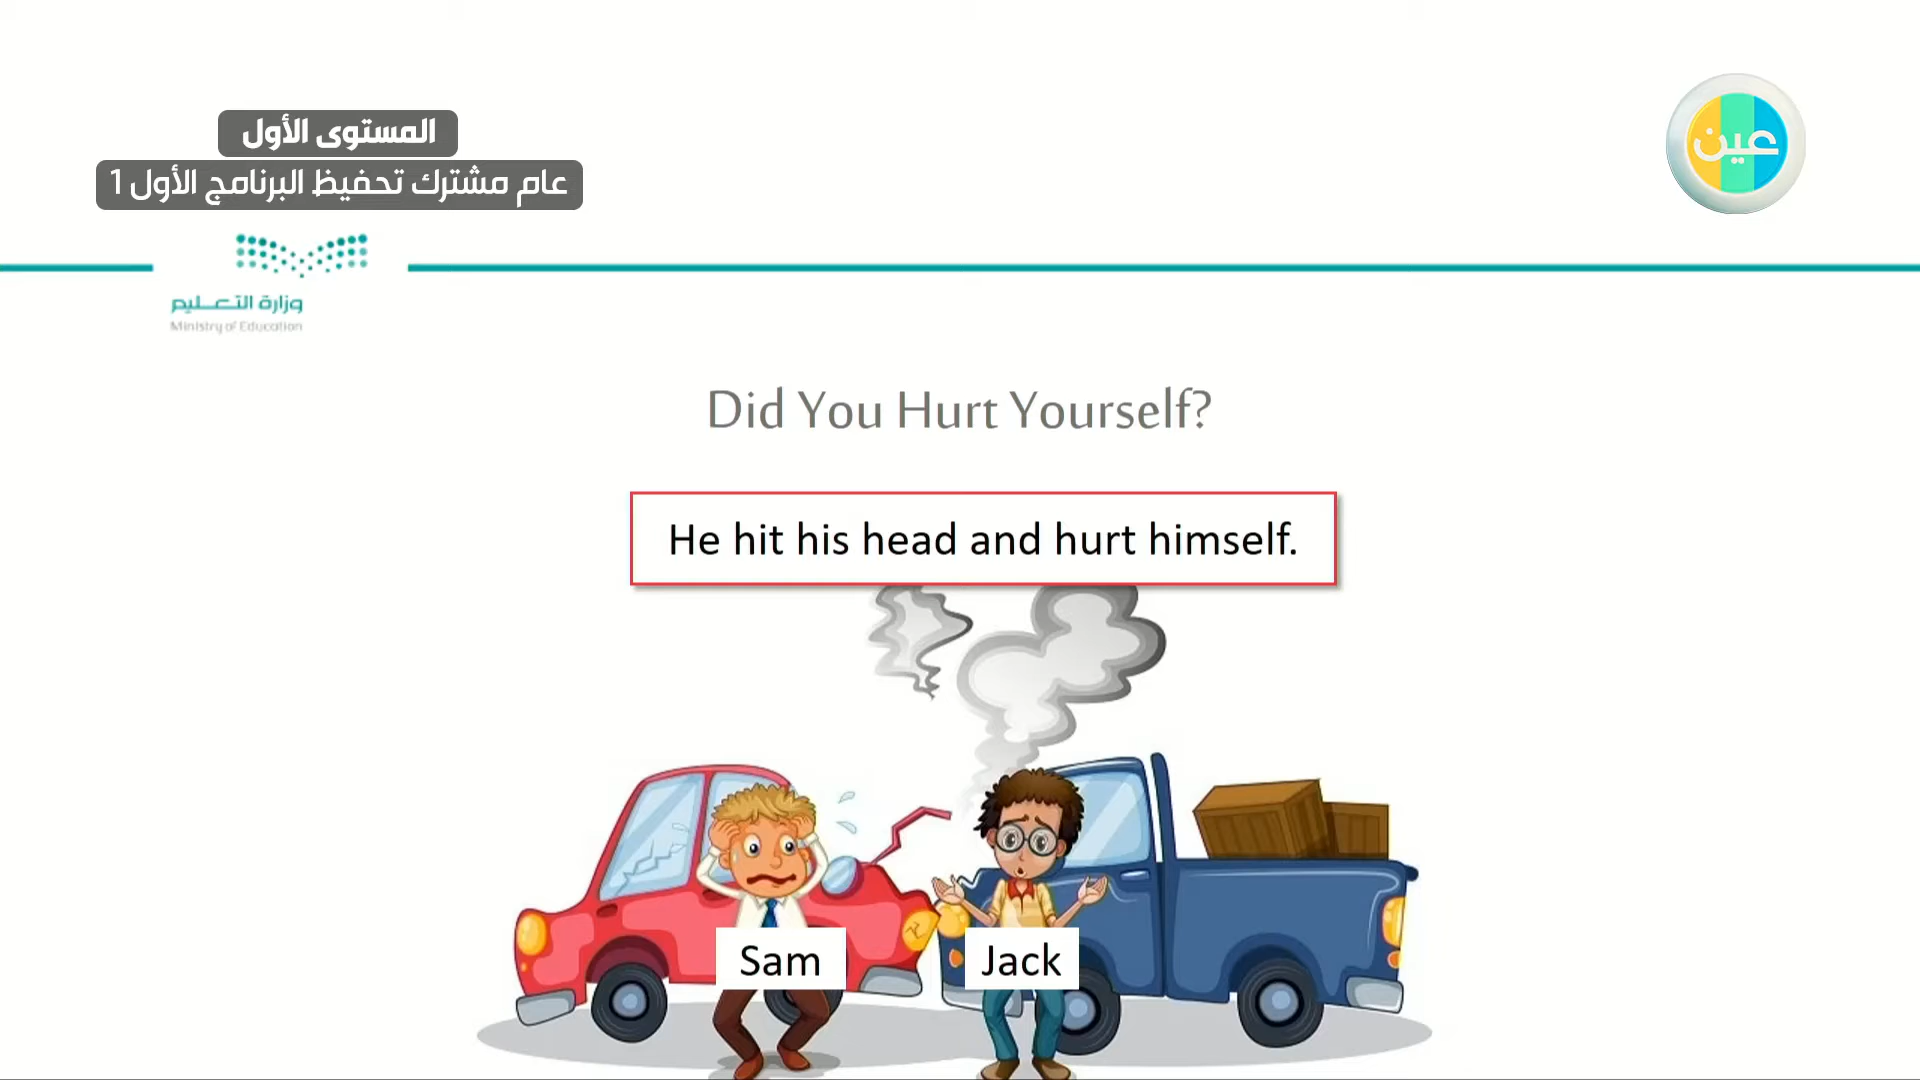 المستوى الأول
عام مشترك تحفيظ البرنامج الأول 1
عين
وزارة التعليم
Ministry of Education
Did You Hurt Yourself?
He hit his head and hurt himself.
Sam
Jack